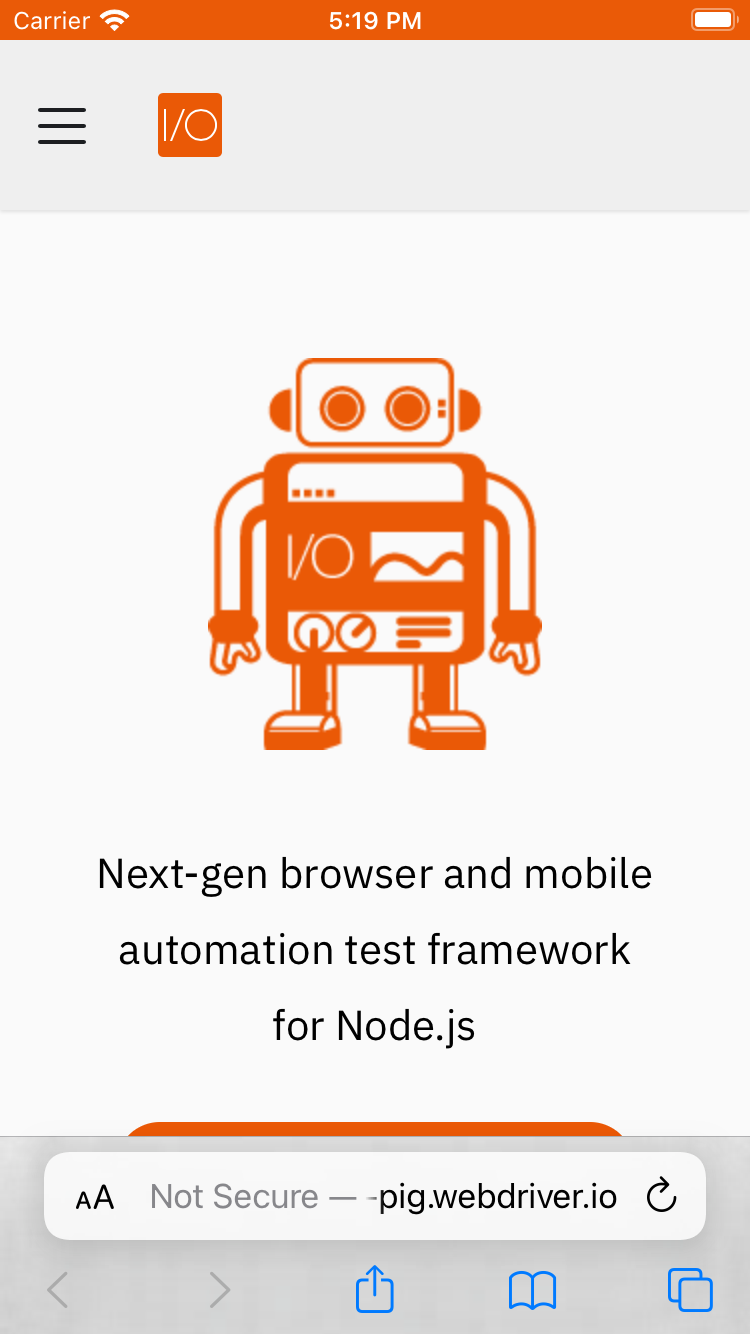 Carrier 5:19 PM
I/O
I/O
Next-gen browser and mobile
automation test framework
for Node.js
AA Not Secure — -pig.webdriver.io